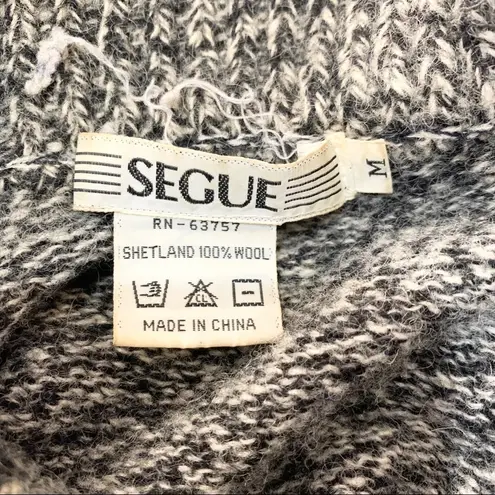 SEGUE
M
RN-63757
SHETLAND 100% WOOL
CL
MADE IN CHINA